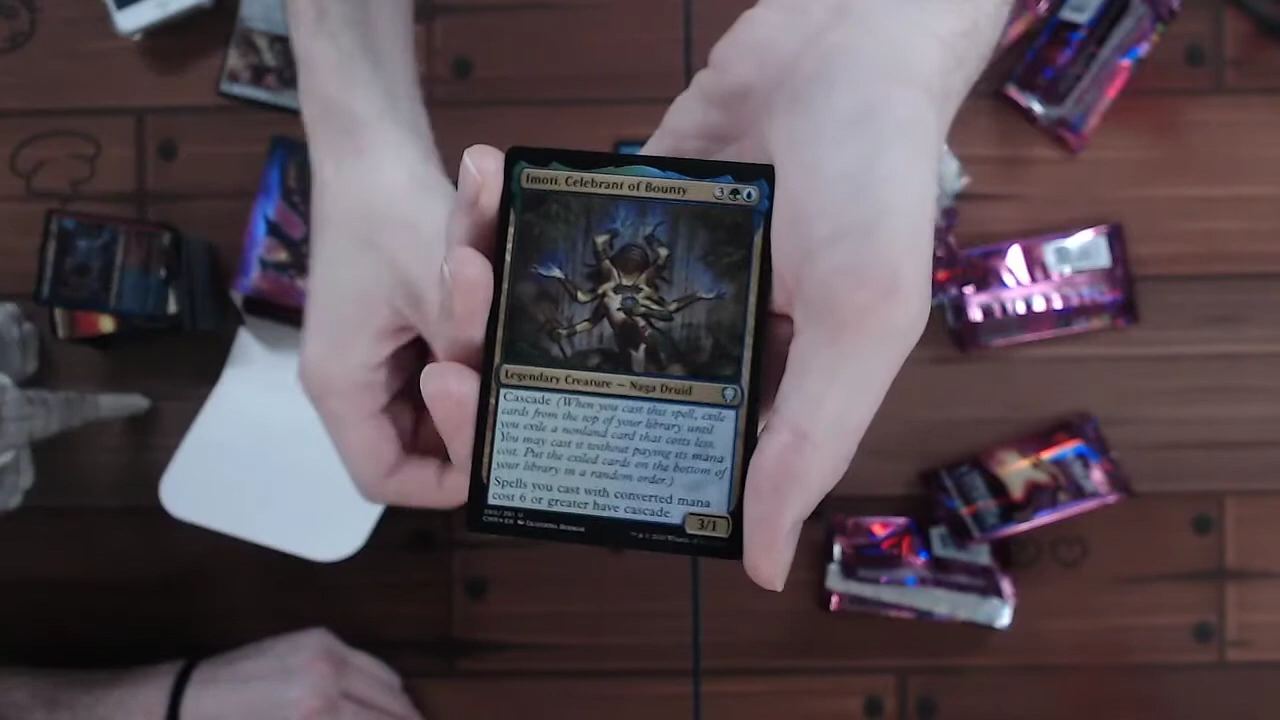 Imoti, Celebrant of Bounty 3
Legendary Creature — Naga Druid
Cascade (When you cast this spell, exile
cards from the top of your library until
you exile a nonland card that costs less.
You may cast it without paying its mana
cost. Put the exiled cards on the bottom of
your library in a random order.)
Spells you cast with converted mana
cost 6 or greater have cascade.
3/1